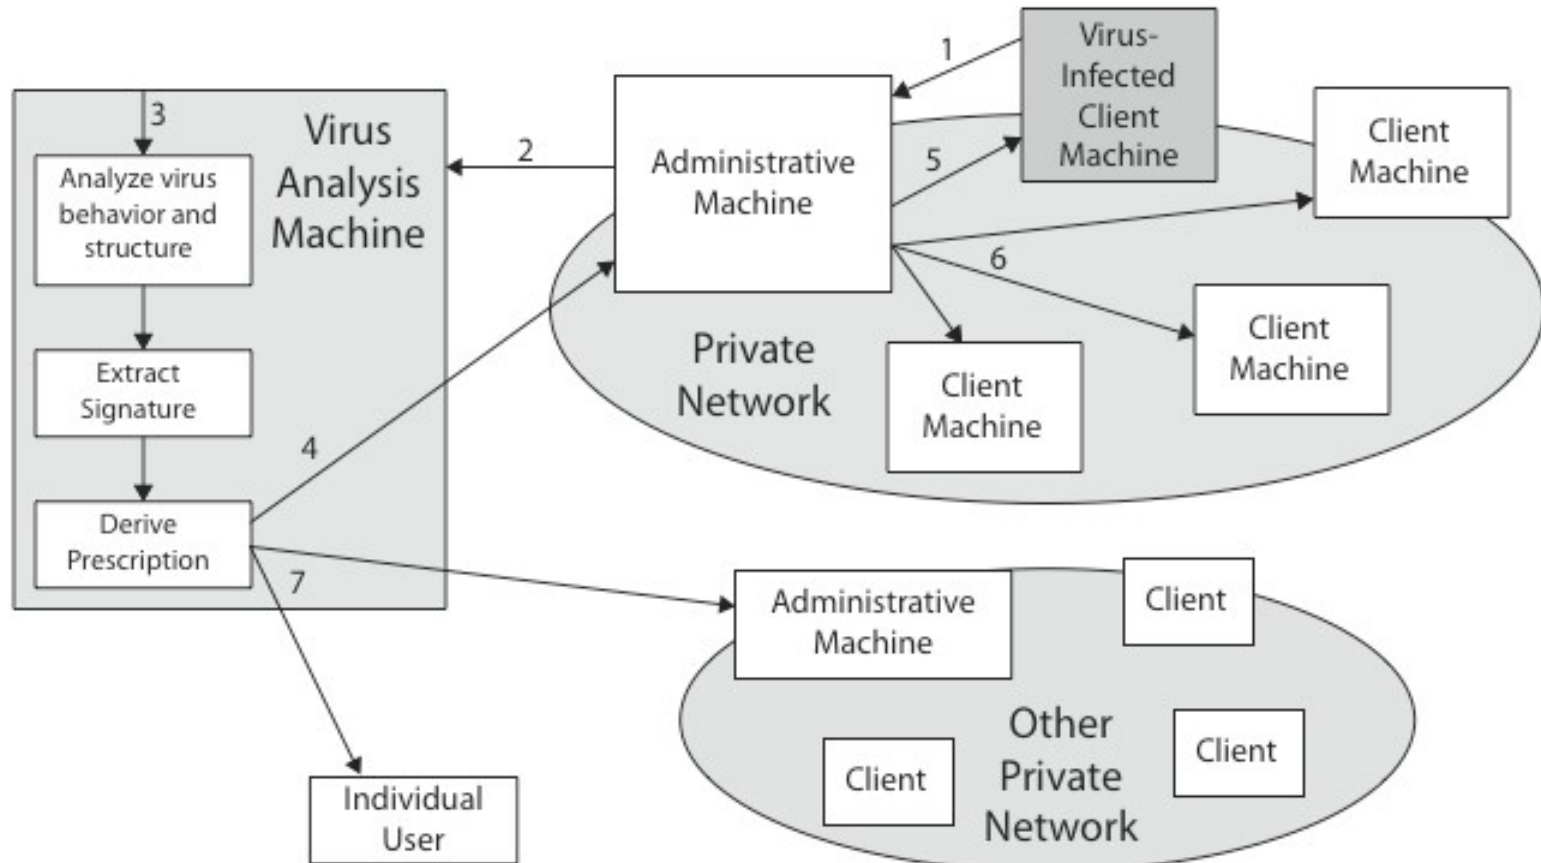 1
Virus-
Infected
Client
Machine
3
Virus
Analysis
Machine
2
Administrative
Machine
5
Client
Machine
Analyze virus
behavior and
structure
6
Client
Machine
Private
Network
Client
Machine
Extract
Signature
4
Derive
Prescription
7
Administrative
Machine
Client
Other
Private
Network
Client
Client
Individual
User